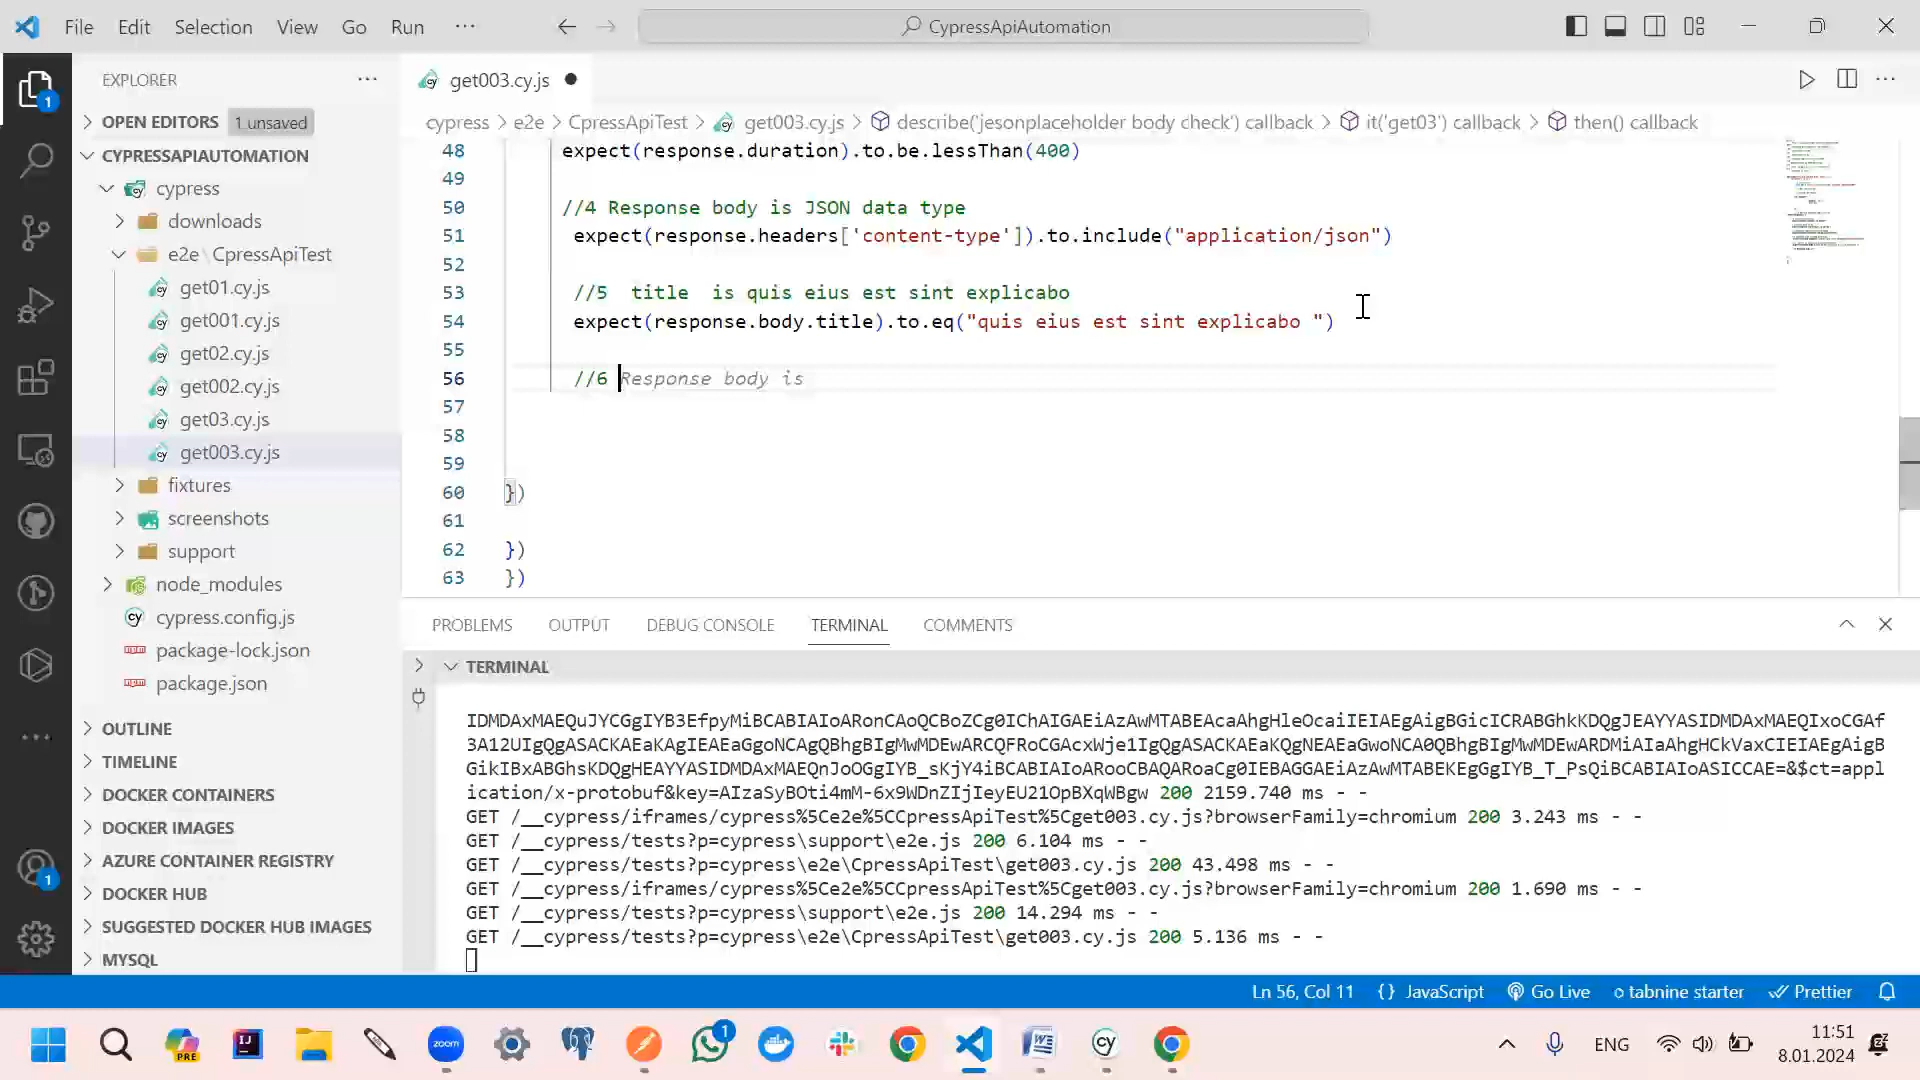 File Edit Selection View Go Run ··· CypressApiAutomation
EXPLORER
get003.cy.js
OPEN EDITORS 1 unsaved
cypress > e2e > CpressApiTest > get003.cy.js > describe('jesonplaceholder body check') callback > it('get03') callback > then() callback
CYPRESSAPIAUTOMATION
cypress
downloads
e2e \ CpressApiTest
get01.cy.js
get001.cy.js
get02.cy.js
get002.cy.js
get03.cy.js
get003.cy.js
fixtures
screenshots
support
node_modules
cypress.config.js
package-lock.json
package.json
OUTLINE
TIMELINE
DOCKER CONTAINERS
DOCKER IMAGES
AZURE CONTAINER REGISTRY
DOCKER HUB
SUGGESTED DOCKER HUB IMAGES
MYSQL
48 expect(response.duration).to.be.lessThan(400)
49
50 //4 Response body is JSON data type
51 expect(response.headers['content-type']).to.include("application/json")
52
53 //5 title is quis eius est sint explicabo
54 expect(response.body.title).to.eq("quis eius est sint explicabo ")
55
56 //6 Response body is
57
58
59
60 })
61
62 })
63 })
PROBLEMS OUTPUT DEBUG CONSOLE TERMINAL COMMENTS
TERMINAL
application/x-protobuf&key=AIzaSyBOti4mM-6x9WDnZIjIeyEU21OpBXqWBgw 200 2159.740 ms - -
GET /__cypress/iframes/cypress%5Ce2e%5CCpressApiTest%5Cget003.cy.js?browserFamily=chromium 200 3.243 ms - -
GET /__cypress/tests?p=cypress\support\e2e.js 200 6.104 ms - -
GET /__cypress/tests?p=cypress\e2e\CpressApiTest\get003.cy.js 200 43.498 ms - -
GET /__cypress/iframes/cypress%5Ce2e%5CCpressApiTest%5Cget003.cy.js?browserFamily=chromium 200 1.690 ms - -
GET /__cypress/tests?p=cypress\support\e2e.js 200 14.294 ms - -
GET /__cypress/tests?p=cypress\e2e\CpressApiTest\get003.cy.js 200 5.136 ms - -
Ln 56, Col 11 {} JavaScript Go Live tabnine starter Prettier
ENG 11:51
8.01.2024